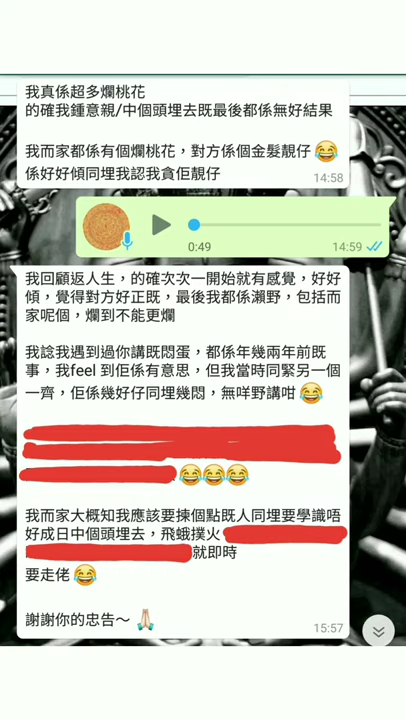 我真係超多爛桃花
的確我鍾意親/中個頭埋去既最後都係無好結果
我而家都係有個爛桃花，對方係個金髮靚仔😂
係好好傾同埋我認我貪佢靚仔
14:58
0:49
14:59
我回顧返人生，的確次次一開始就有感覺，好好
傾，覺得對方好正既，最後我都係瀨野，包括而
家呢個，爛到不能更爛
我諗我遇到過你講既悶蛋，都係年幾兩年前既
事，我feel 到佢係有意思，但我當時同緊另一個
一齊，佢係幾好仔同埋幾悶，無咩野講咁😂
😂😂😂
我而家大概知我應該要揀個點既人同埋要學識唔
好成日中個頭埋去，飛蛾撲火
就即時
要走佬😂
謝謝你的忠告～🙏🏻
15:57